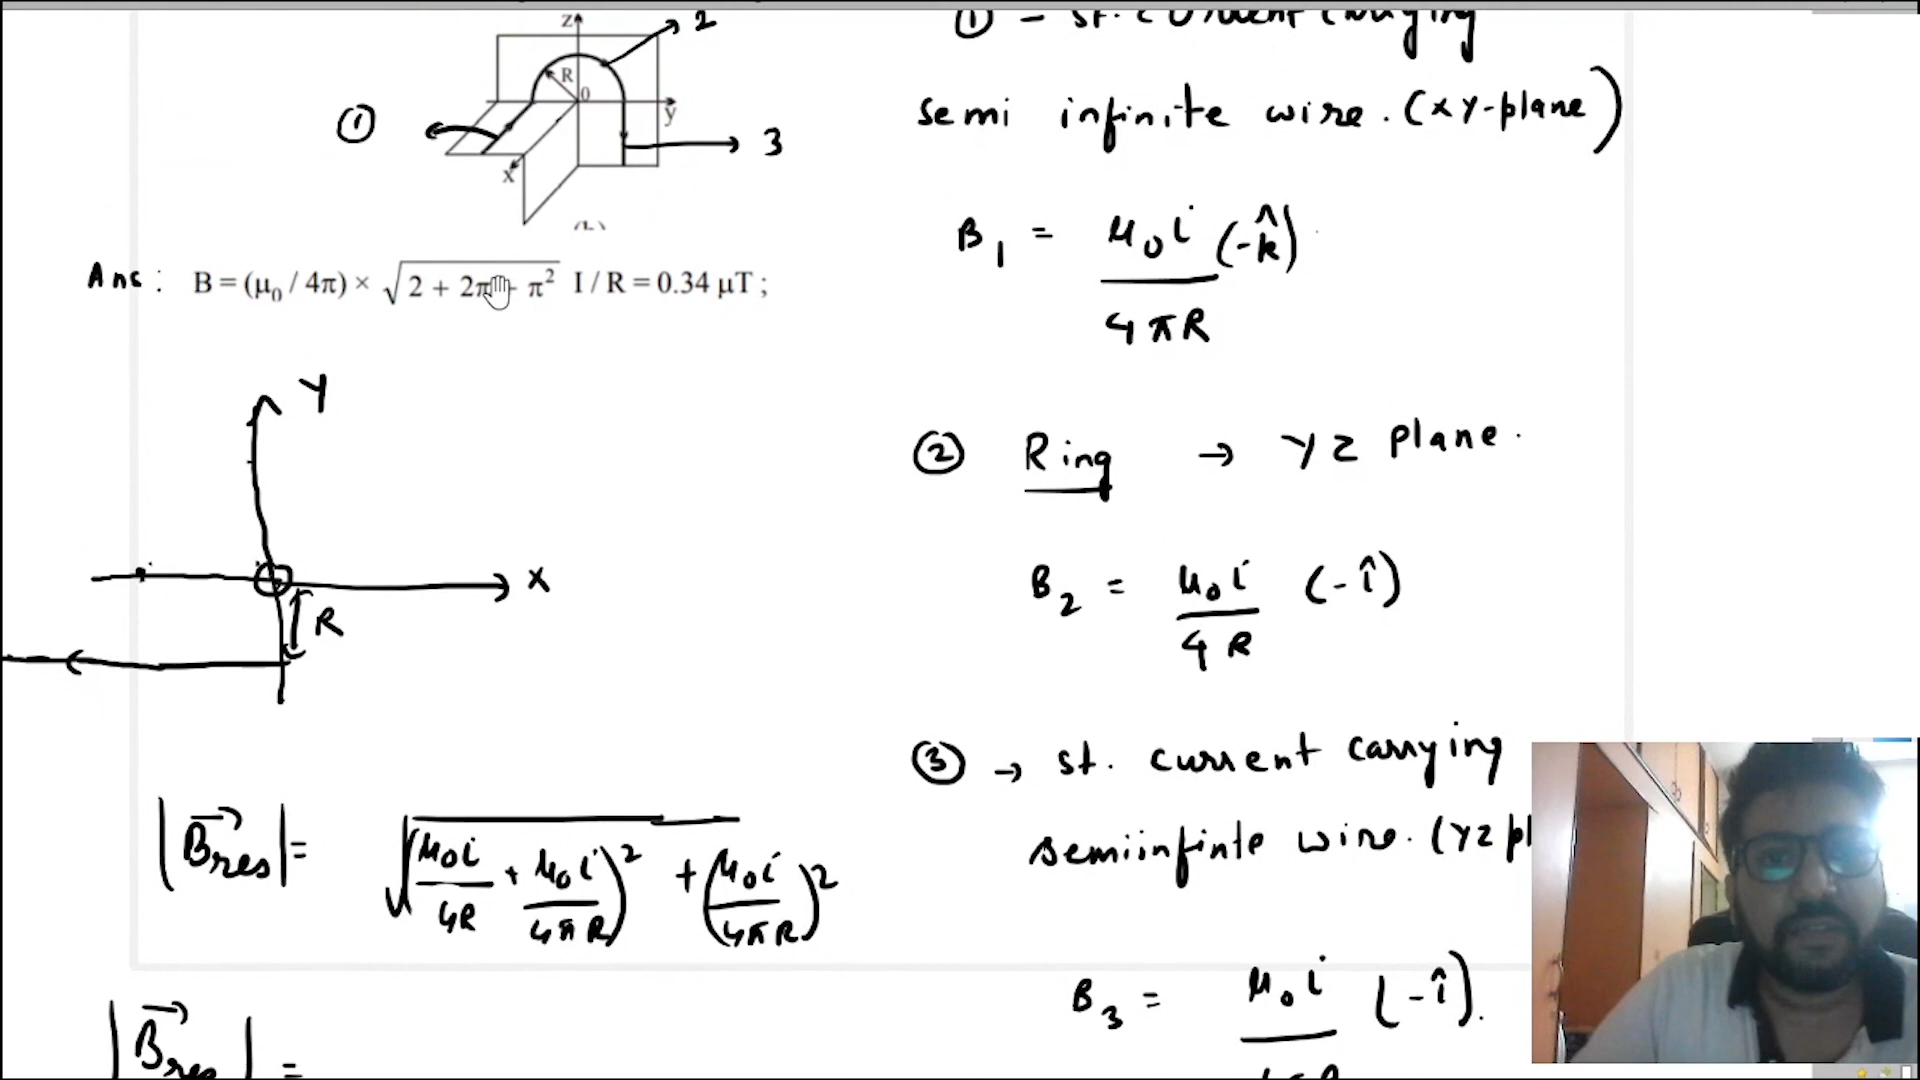 z 2
R
① 0
y
3
x
Ans : B = (μ₀ / 4π) × √2 + 2π + π² I / R = 0.34 μT ;
Y
X
R
|B⃗res| = √(μ₀i/4R + μ₀i/4πR)² + (μ₀i/4πR)²
|B⃗res| =
① - st. current carrying
semi infinite wire. (XY-plane)
B₁ = μ₀i/4πR (-k̂)
② Ring → YZ plane.
B₂ = μ₀i/4R (-î)
③ → st. current carrying
semiinfinte wire. (YZ pl
B₃ = μ₀i (-î).